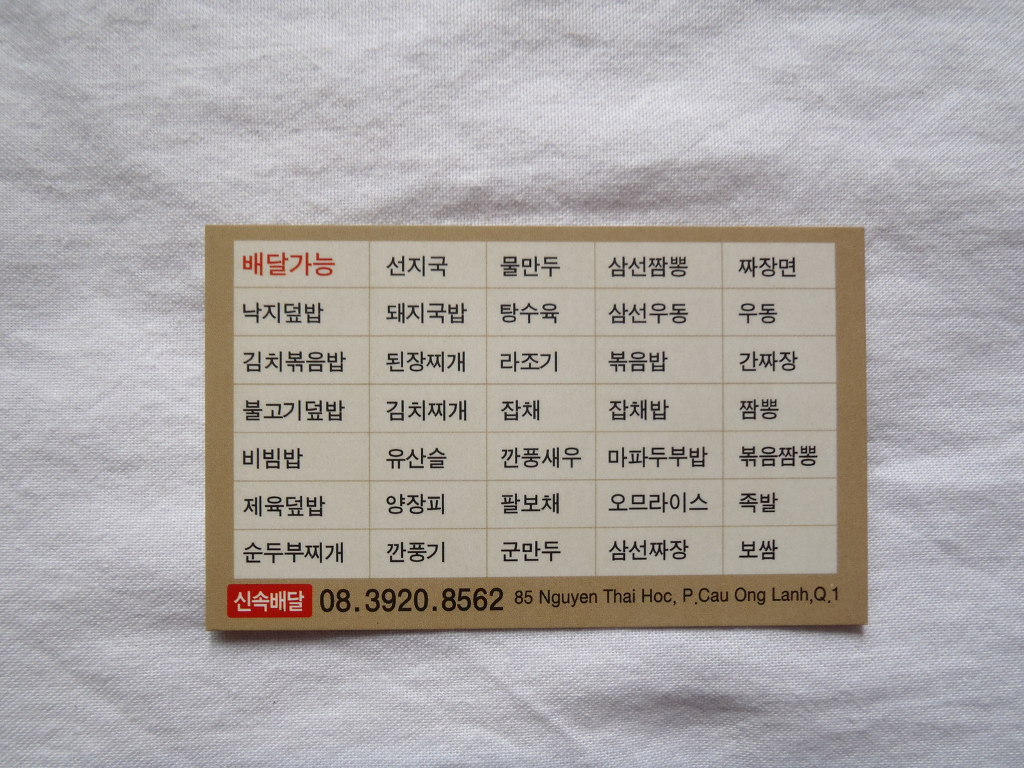 배달가능 선지국 물만두 삼선짬뽕 짜장면
낙지덮밥 돼지국밥 탕수육 삼선우동 우동
김치볶음밥 된장찌개 라조기 볶음밥 간짜장
불고기덮밥 김치찌개 잡채 잡채밥 짬뽕
비빔밥 유산슬 깐풍새우 마파두부밥 볶음짬뽕
제육덮밥 양장피 팔보채 오므라이스 족발
순두부찌개 깐풍기 군만두 삼선짜장 보쌈
신속배달 08.3920.8562 85 Nguyen Thai Hoc, P.Cau Ong Lanh,Q.1